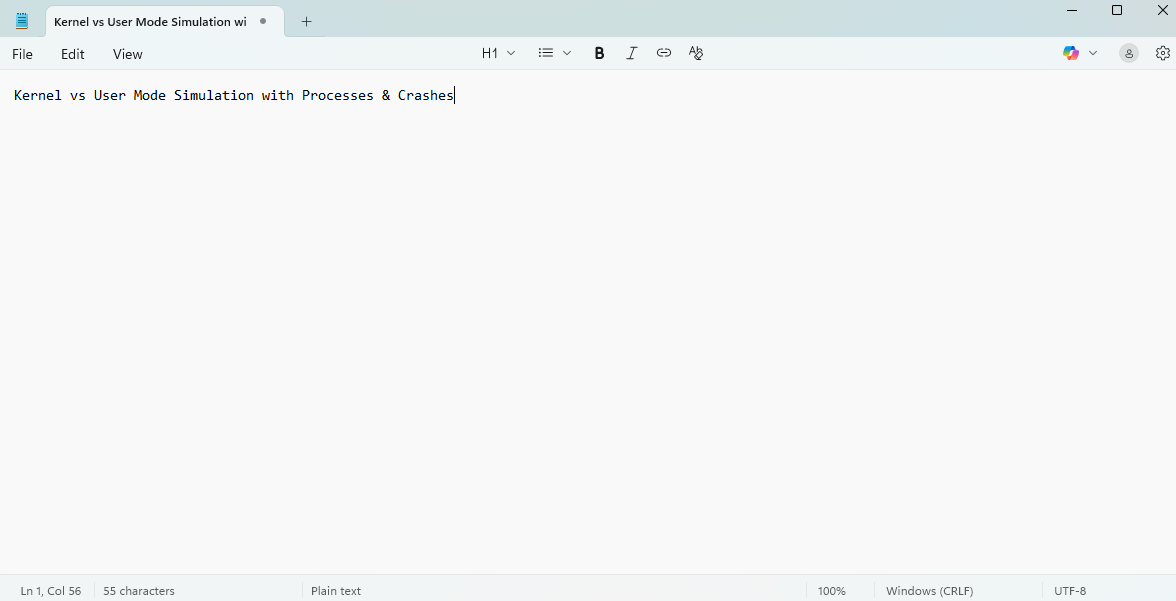 Kernel vs User Mode Simulation wi
File Edit View H1 B I
Kernel vs User Mode Simulation with Processes & Crashes
Ln 1, Col 56 55 characters Plain text 100% Windows (CRLF) UTF-8